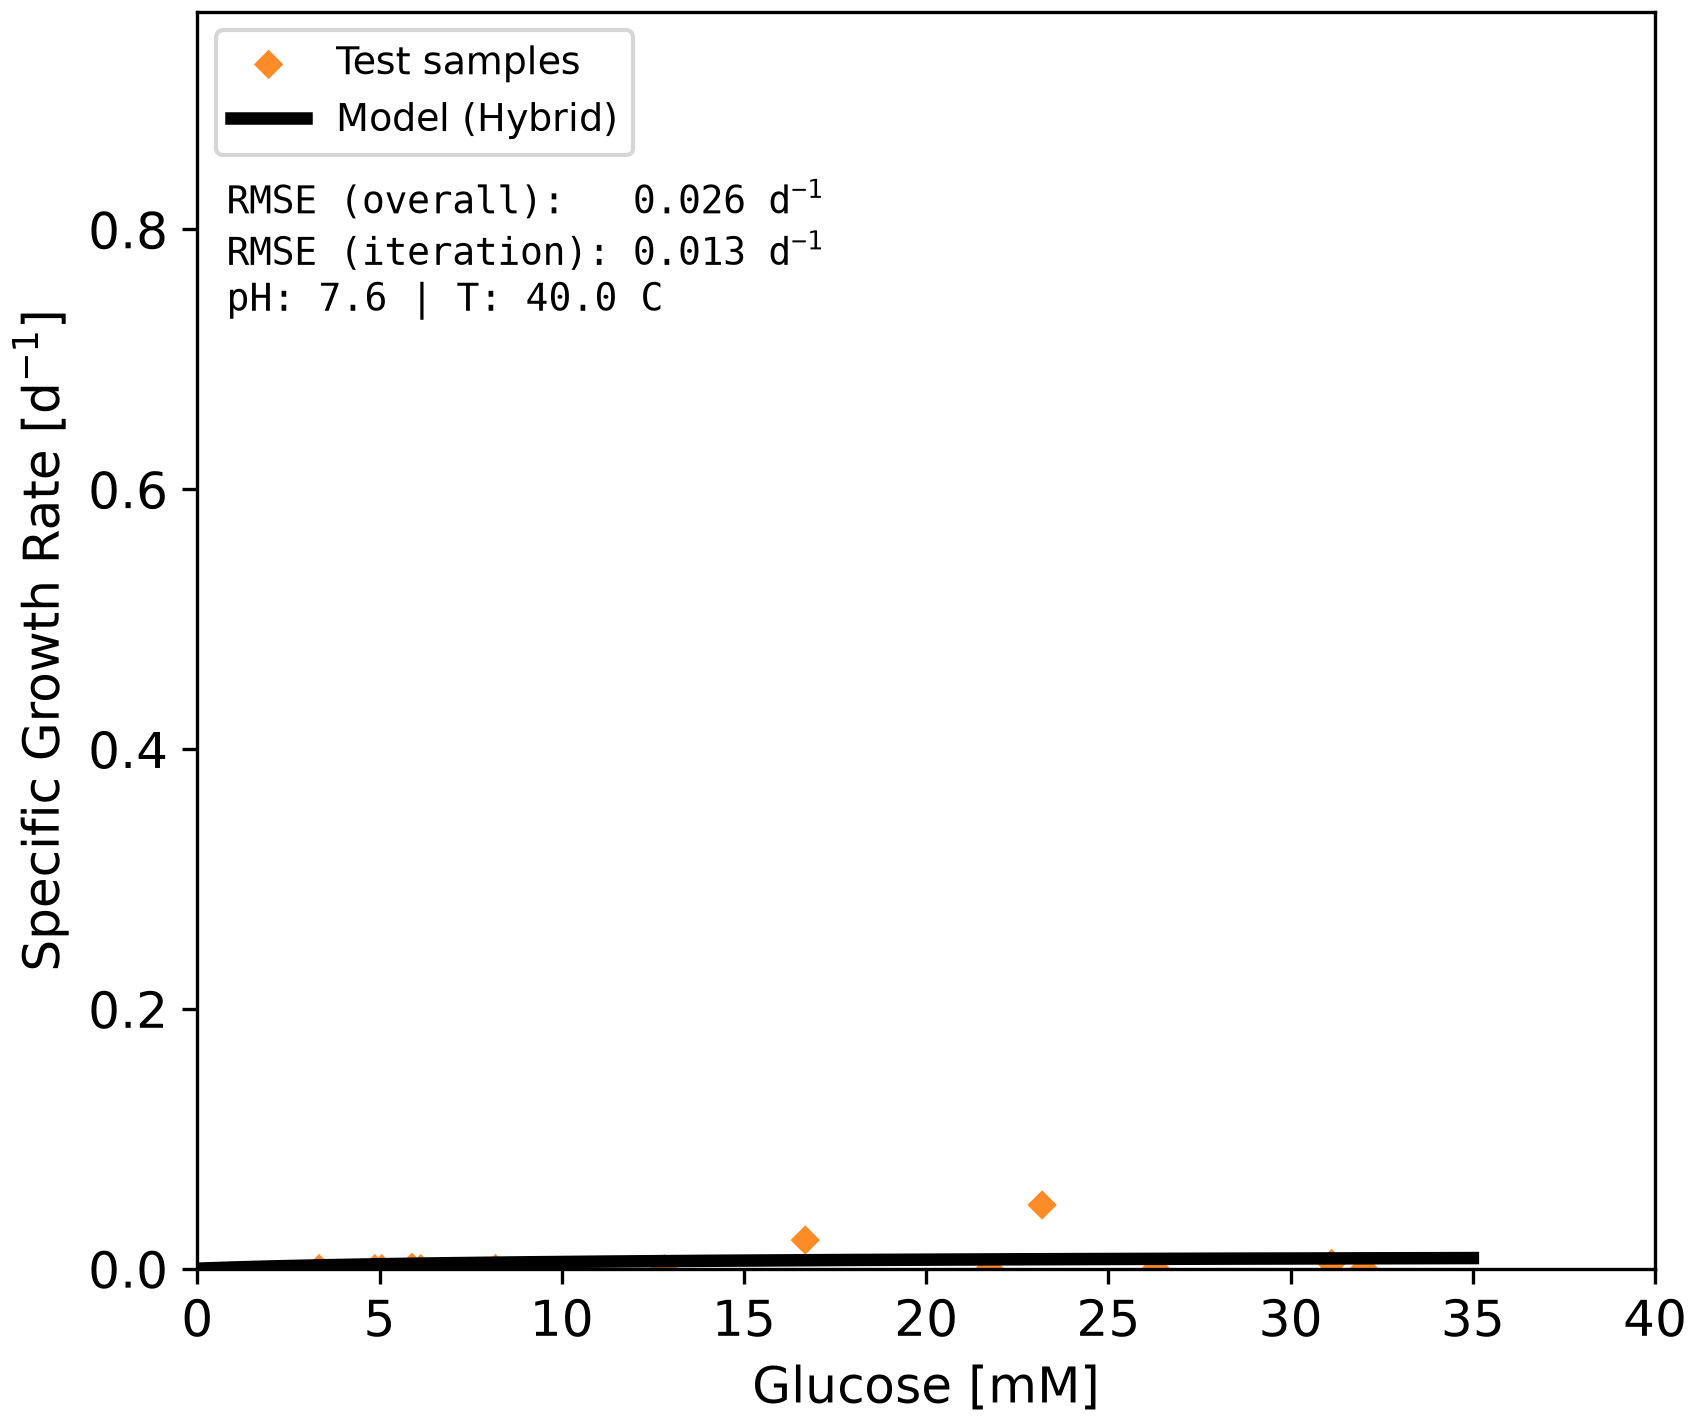 Test samples
Model (Hybrid)
RMSE (overall):   0.026 d⁻¹
RMSE (iteration): 0.013 d⁻¹
pH: 7.6 | T: 40.0 C
Specific Growth Rate [d⁻¹]
0.8
0.6
0.4
0.2
0.0
0 5 10 15 20 25 30 35 40
Glucose [mM]